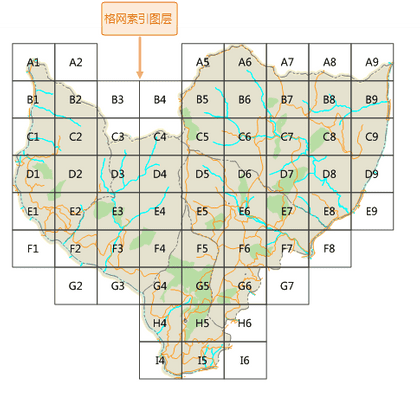 格网索引图层
A1 A2 A5 A6 A7 A8 A9
B1 B2 B3 B4 B5 B6 B7 B8 B9
C1 C2 C3 C4 C5 C6 C7 C8 C9
D1 D2 D3 D4 D5 D6 D7 D8 D9
E1 E2 E3 E4 E5 E6 E7 E8 E9
F1 F2 F3 F4 F5 F6 F7 F8
G2 G3 G4 G5 G6 G7
H4 H5 H6
I4 I5 I6